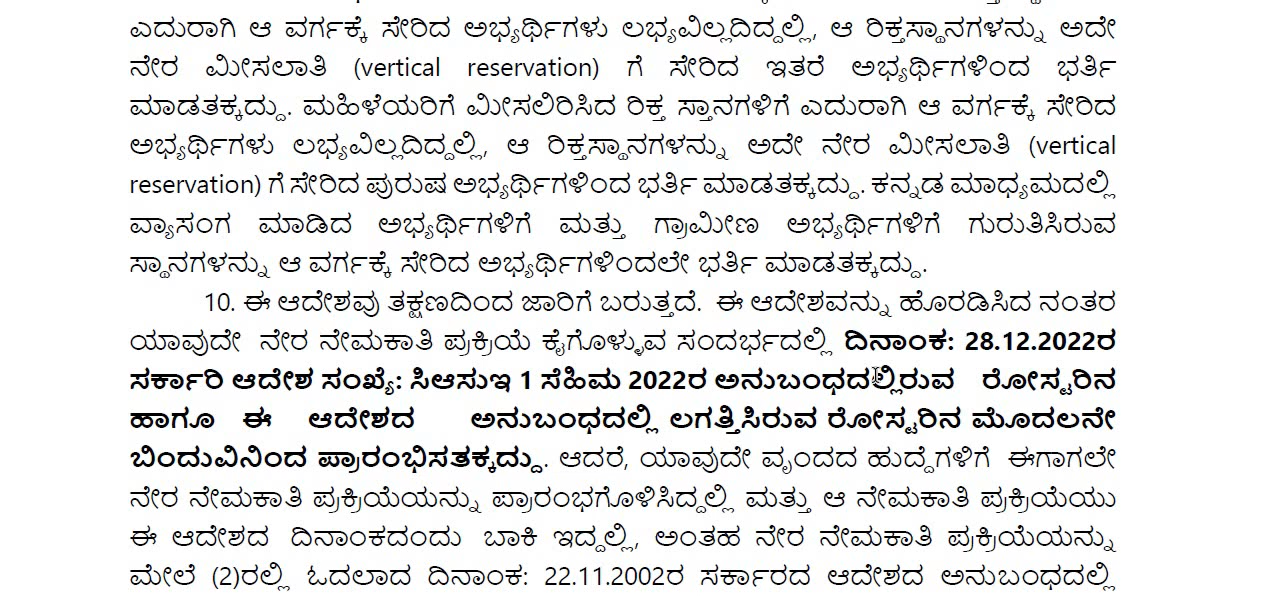 ಎದುರಾಗಿ ಆ ವರ್ಗಕ್ಕೆ ಸೇರಿದ ಅಭ್ಯರ್ಥಿಗಳು ಲಭ್ಯವಿಲ್ಲದಿದ್ದಲ್ಲಿ, ಆ ರಿಕ್ತಸ್ಥಾನಗಳನ್ನು ಅದೇ
ನೇರ ಮೀಸಲಾತಿ (vertical reservation) ಗೆ ಸೇರಿದ ಇತರೆ ಅಭ್ಯರ್ಥಿಗಳಿಂದ ಭರ್ತಿ
ಮಾಡತಕ್ಕದ್ದು. ಮಹಿಳೆಯರಿಗೆ ಮೀಸಲಿರಿಸಿದ ರಿಕ್ತ ಸ್ತಾನಗಳಿಗೆ ಎದುರಾಗಿ ಆ ವರ್ಗಕ್ಕೆ ಸೇರಿದ
ಅಭ್ಯರ್ಥಿಗಳು ಲಭ್ಯವಿಲ್ಲದಿದ್ದಲ್ಲಿ, ಆ ರಿಕ್ತಸ್ಥಾನಗಳನ್ನು ಅದೇ ನೇರ ಮೀಸಲಾತಿ (vertical
reservation) ಗೆ ಸೇರಿದ ಪುರುಷ ಅಭ್ಯರ್ಥಿಗಳಿಂದ ಭರ್ತಿ ಮಾಡತಕ್ಕದ್ದು. ಕನ್ನಡ ಮಾಧ್ಯಮದಲ್ಲಿ
ವ್ಯಾಸಂಗ ಮಾಡಿದ ಅಭ್ಯರ್ಥಿಗಳಿಗೆ ಮತ್ತು ಗ್ರಾಮೀಣ ಅಭ್ಯರ್ಥಿಗಳಿಗೆ ಗುರುತಿಸಿರುವ
ಸ್ಥಾನಗಳನ್ನು ಆ ವರ್ಗಕ್ಕೆ ಸೇರಿದ ಅಭ್ಯರ್ಥಿಗಳಿಂದಲೇ ಭರ್ತಿ ಮಾಡತಕ್ಕದ್ದು.
10. ಈ ಆದೇಶವು ತಕ್ಷಣದಿಂದ ಜಾರಿಗೆ ಬರುತ್ತದೆ. ಈ ಆದೇಶವನ್ನು ಹೊರಡಿಸಿದ ನಂತರ
ಯಾವುದೇ ನೇರ ನೇಮಕಾತಿ ಪ್ರಕ್ರಿಯೆ ಕೈಗೊಳ್ಳುವ ಸಂದರ್ಭದಲ್ಲಿ ದಿನಾಂಕ: 28.12.2022ರ
ಸರ್ಕಾರಿ ಆದೇಶ ಸಂಖ್ಯೆ: ಸಿಆಸುಇ 1 ಸೆಹಿಮ 2022ರ ಅನುಬಂಧದಲ್ಲಿರುವ ರೋಸ್ಟರಿನ
ಹಾಗೂ ಈ ಆದೇಶದ ಅನುಬಂಧದಲ್ಲಿ ಲಗತ್ತಿಸಿರುವ ರೋಸ್ಟರಿನ ಮೊದಲನೇ
ಬಿಂದುವಿನಿಂದ ಪ್ರಾರಂಭಿಸತಕ್ಕದ್ದು. ಆದರೆ, ಯಾವುದೇ ವೃಂದದ ಹುದ್ದೆಗಳಿಗೆ ಈಗಾಗಲೇ
ನೇರ ನೇಮಕಾತಿ ಪ್ರಕ್ರಿಯೆಯನ್ನು ಪ್ರಾರಂಭಗೊಳಿಸಿದ್ದಲ್ಲಿ ಮತ್ತು ಆ ನೇಮಕಾತಿ ಪ್ರಕ್ರಿಯೆಯು
ಈ ಆದೇಶದ ದಿನಾಂಕದಂದು ಬಾಕಿ ಇದ್ದಲ್ಲಿ, ಅಂತಹ ನೇರ ನೇಮಕಾತಿ ಪ್ರಕ್ರಿಯೆಯನ್ನು
ಮೇಲೆ (2)ರಲ್ಲಿ ಓದಲಾದ ದಿನಾಂಕ: 22.11.2002ರ ಸರ್ಕಾರದ ಆದೇಶದ ಅನುಬಂಧದಲ್ಲಿ